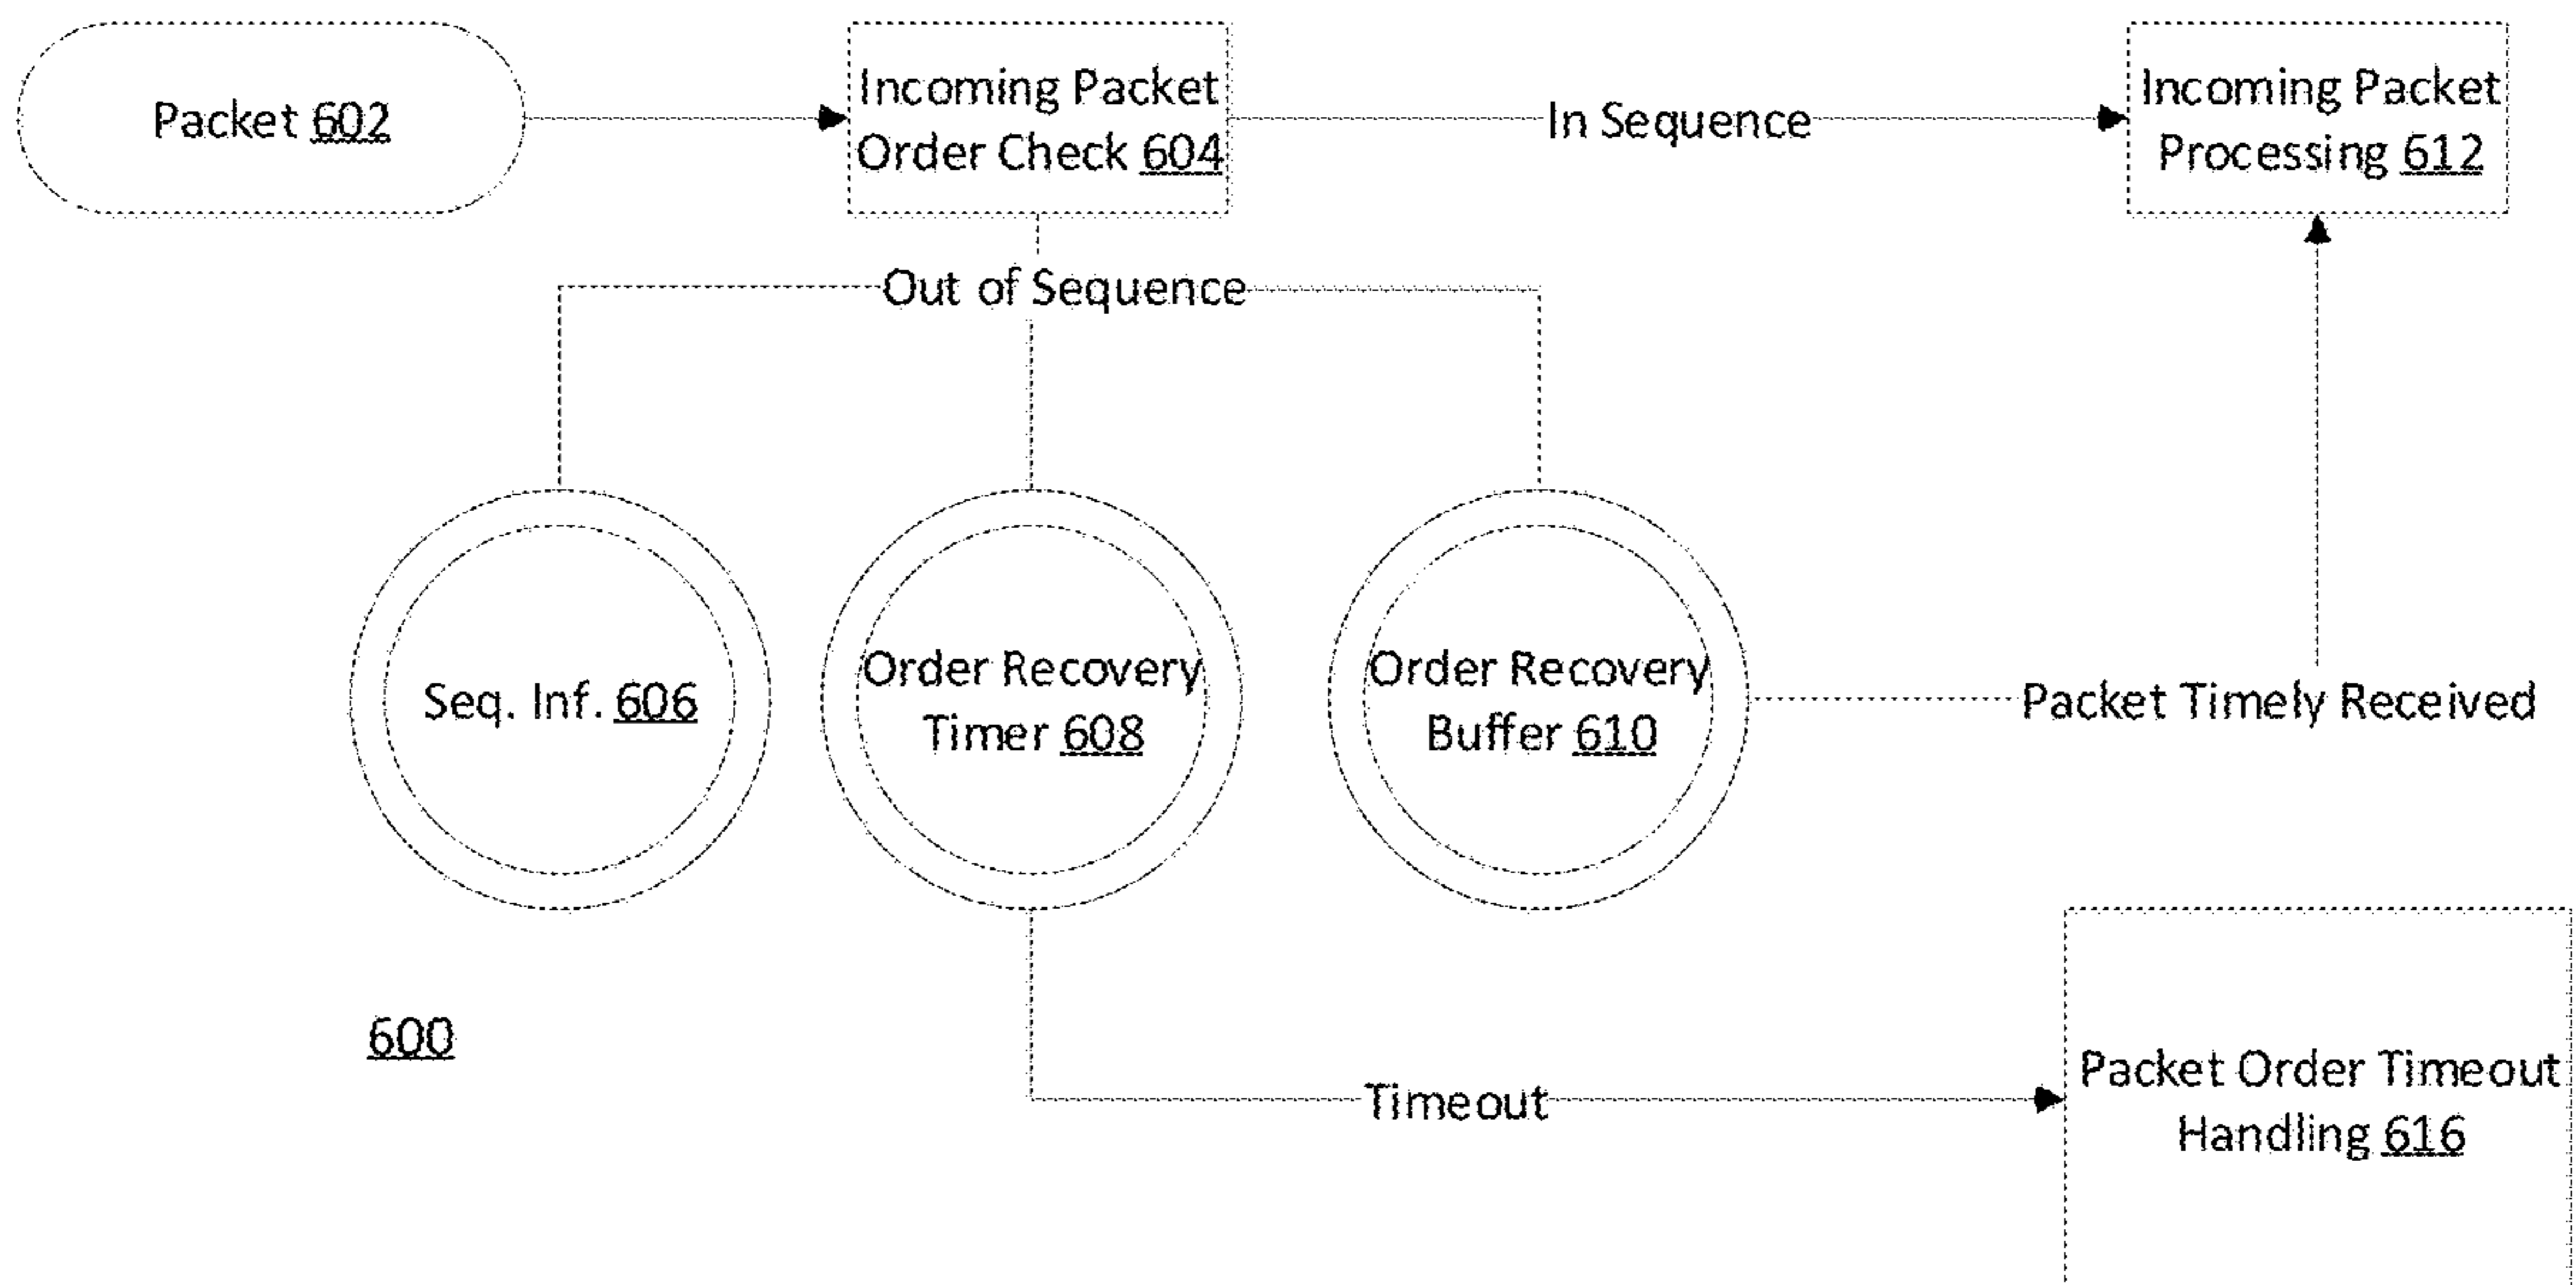 Packet 602
Incoming Packet
Order Check 604
In Sequence
Incoming Packet
Processing 612
Out of Sequence
Seq. Inf. 606
Order Recovery
Timer 608
Order Recovery
Buffer 610
Packet Timely Received
600
Timeout
Packet Order Timeout
Handling 616